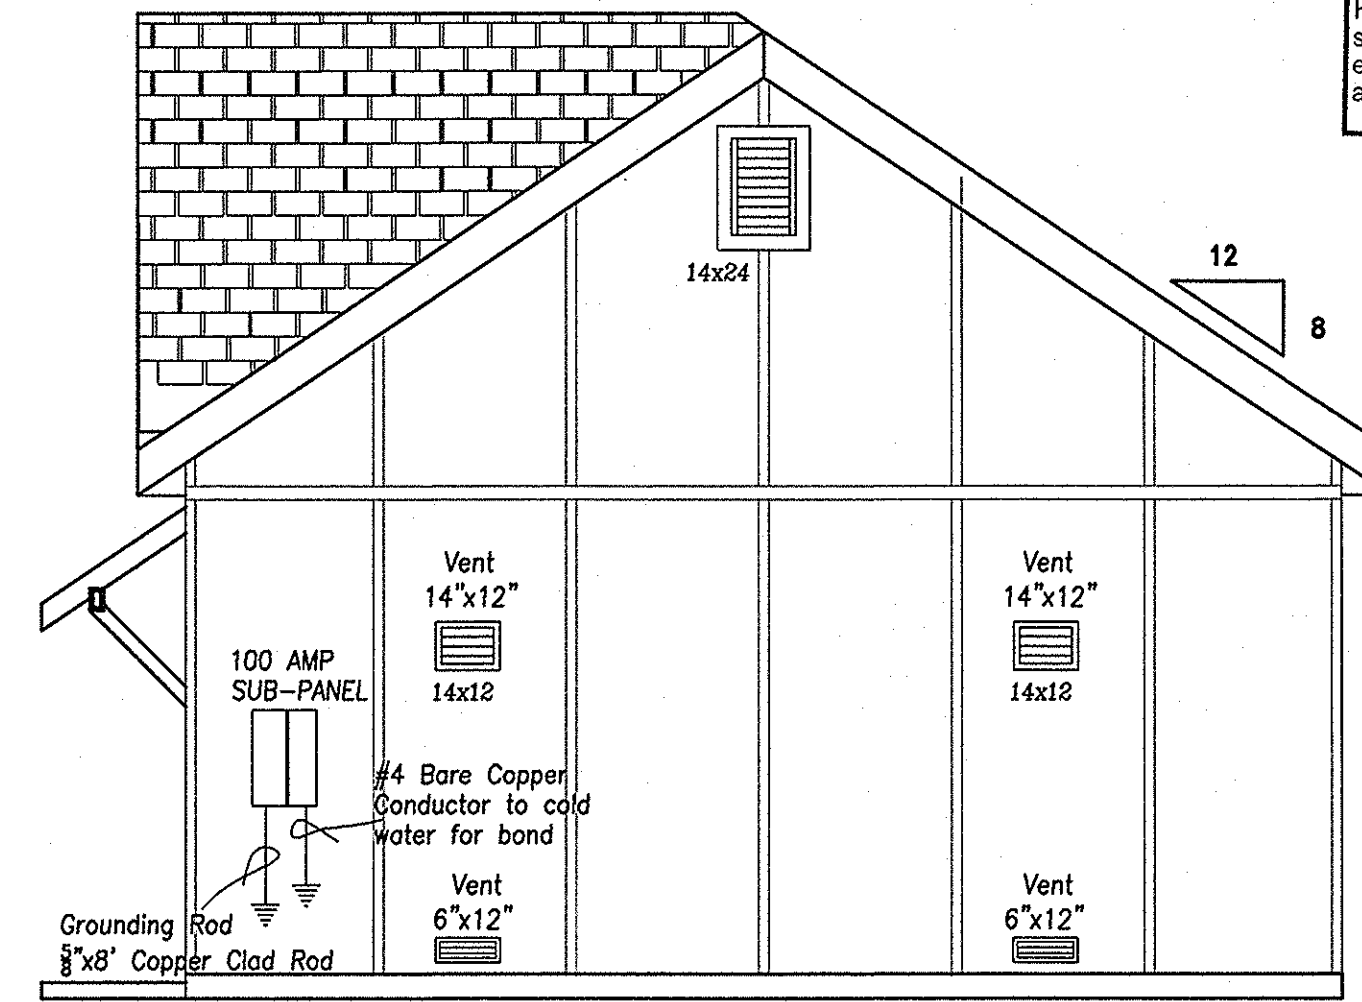 14x24
12
8
Vent
14"x12"
14x12
Vent
14"x12"
14x12
100 AMP
SUB-PANEL
#4 Bare Copper
Conductor to cold
water for bond
Grounding Rod
5/8"x8' Copper Clad Rod
Vent
6"x12"
Vent
6"x12"